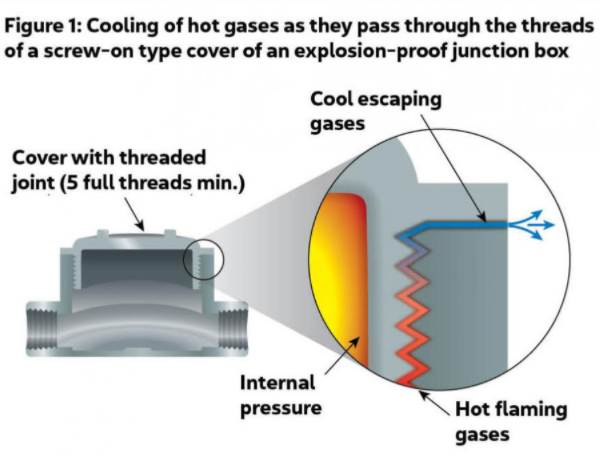 Figure 1: Cooling of hot gases as they pass through the threads
of a screw-on type cover of an explosion-proof junction box
Cool escaping
gases
Cover with threaded
joint (5 full threads min.)
Internal
pressure
Hot flaming
gases